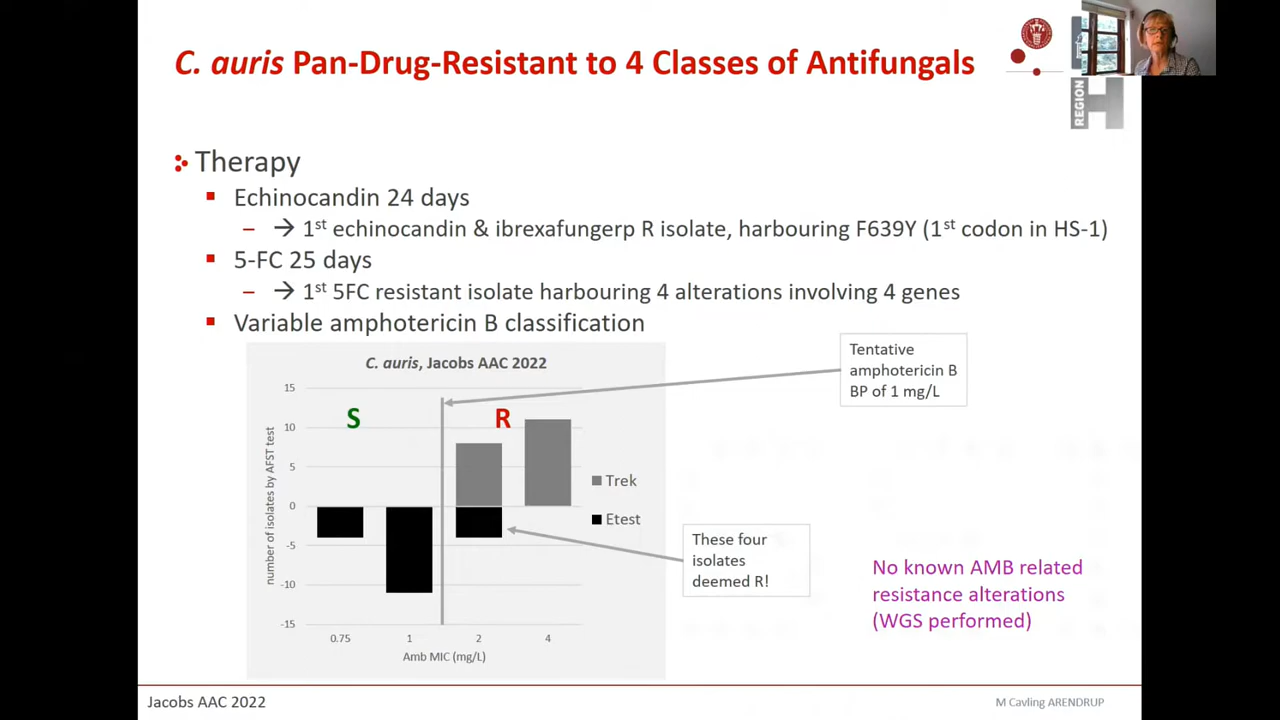 C. auris Pan-Drug-Resistant to 4 Classes of Antifungals
REGION
H
Therapy
Echinocandin 24 days
– → 1st echinocandin & ibrexafungerp R isolate, harbouring F639Y (1st codon in HS-1)
5-FC 25 days
– → 1st 5FC resistant isolate harbouring 4 alterations involving 4 genes
Variable amphotericin B classification
C. auris, Jacobs AAC 2022
Tentative
amphotericin B
BP of 1 mg/L
number of isolates by AFST test
15
10
5
0
-5
-10
-15
S
R
Trek
Etest
0.75
1
2
4
Amb MIC (mg/L)
These four
isolates
deemed R!
No known AMB related
resistance alterations
(WGS performed)
Jacobs AAC 2022
M Cavling ARENDRUP